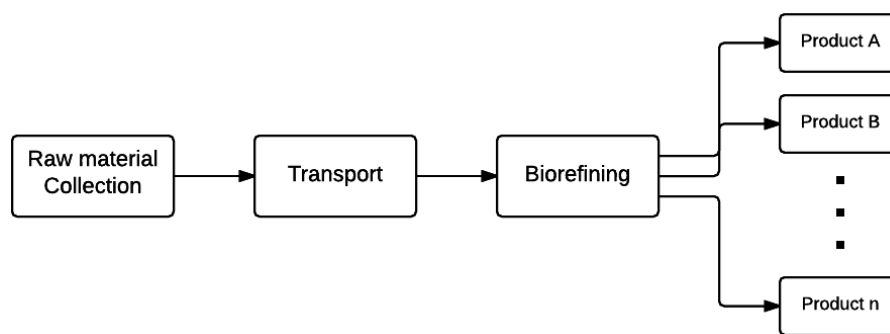 Raw material
Collection
Transport
Biorefining
Product A
Product B
Product n